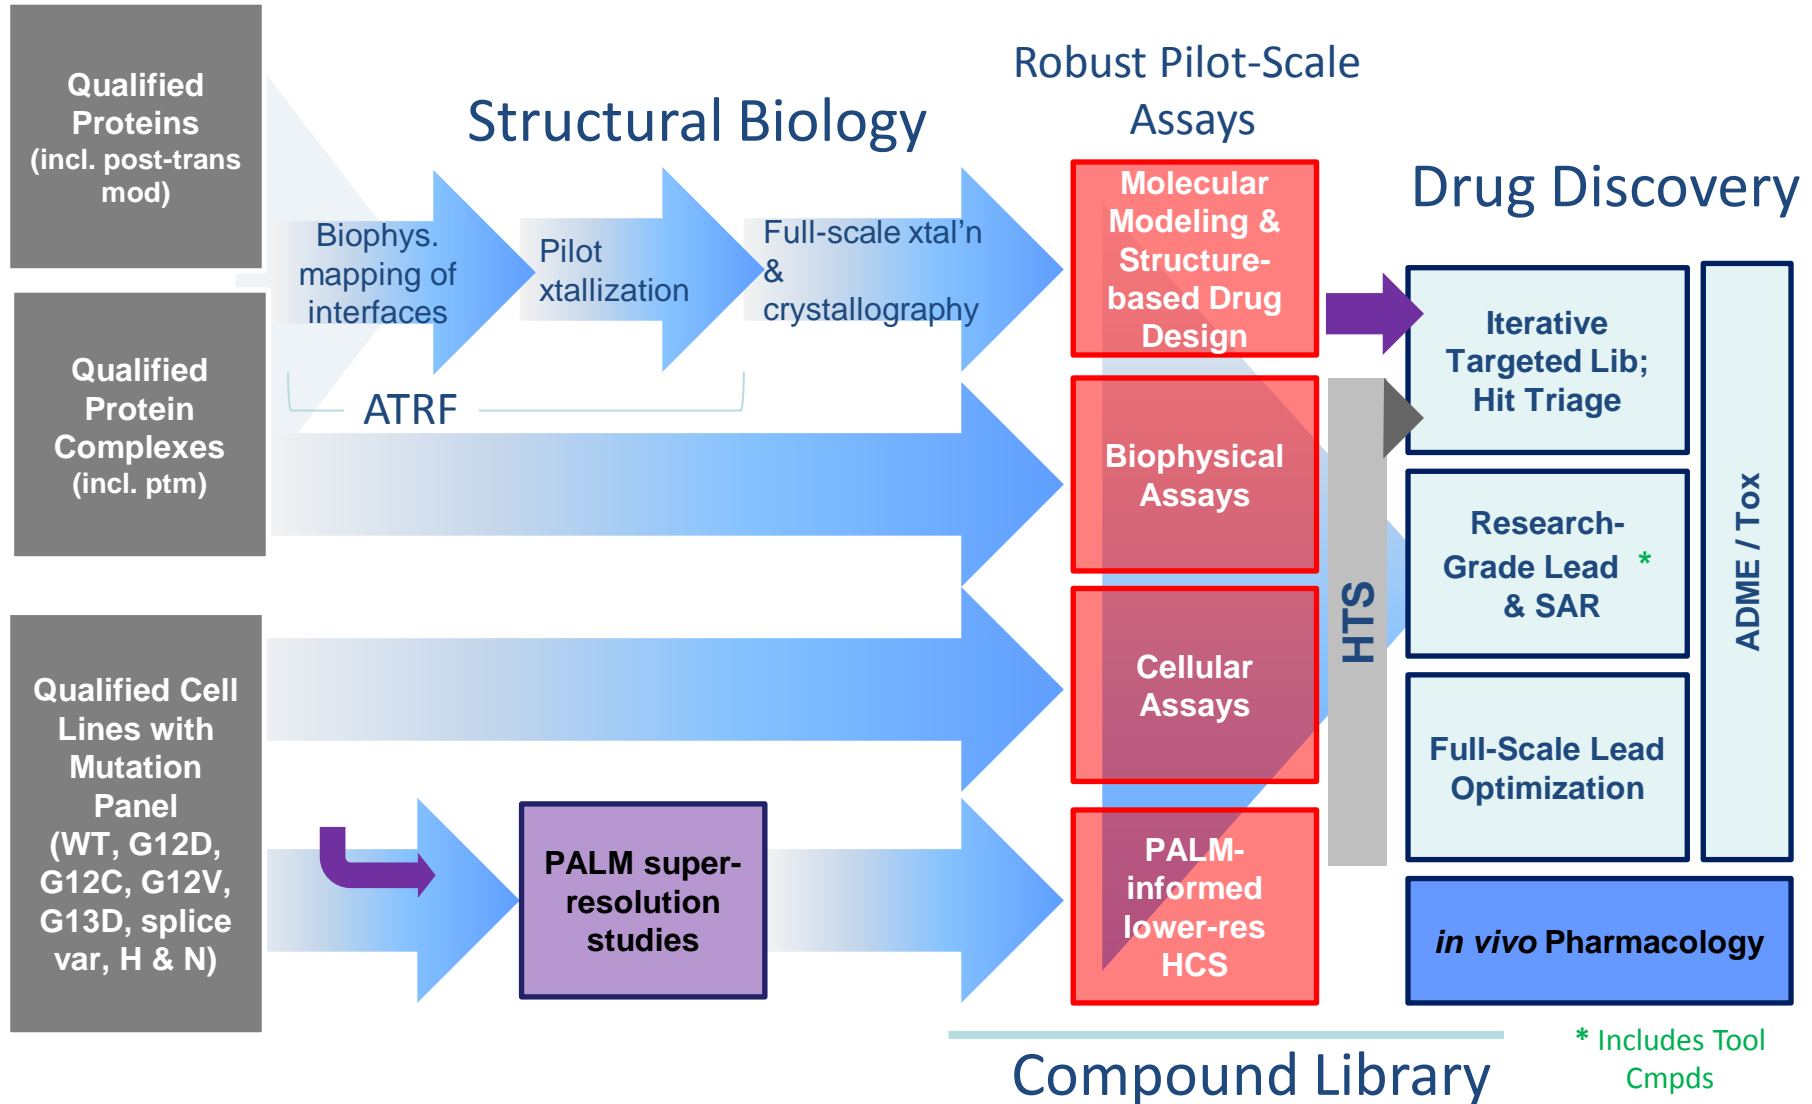 Qualified
Proteins
(incl. post-trans
mod)
Qualified
Protein
Complexes
(incl. ptm)
Qualified Cell
Lines with
Mutation
Panel
(WT, G12D,
G12C, G12V,
G13D, splice
var, H & N)
Structural Biology
Biophys.
mapping of
interfaces
Pilot
xtallization
Full-scale xtal’n
&
crystallography
ATRF
PALM super-
resolution
studies
Robust Pilot-Scale
Assays
Molecular
Modeling &
Structure-
based Drug
Design
Biophysical
Assays
Cellular
Assays
PALM-
informed
lower-res
HCS
HTS
Drug Discovery
Iterative
Targeted Lib;
Hit Triage
Research-
Grade Lead *
& SAR
Full-Scale Lead
Optimization
ADME / Tox
in vivo Pharmacology
Compound Library
* Includes Tool
Cmpds